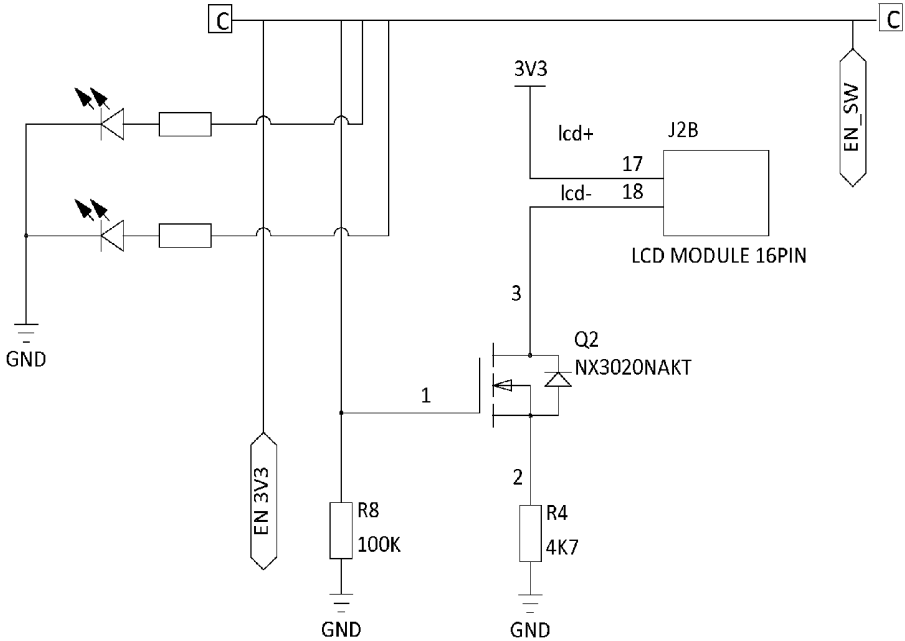 C
C
3V3
EN_SW
lcd+
J2B
17
lcd-
18
LCD MODULE 16PIN
3
GND
Q2
NX3020NAKT
1
EN 3V3
2
R8
100K
R4
4K7
GND
GND